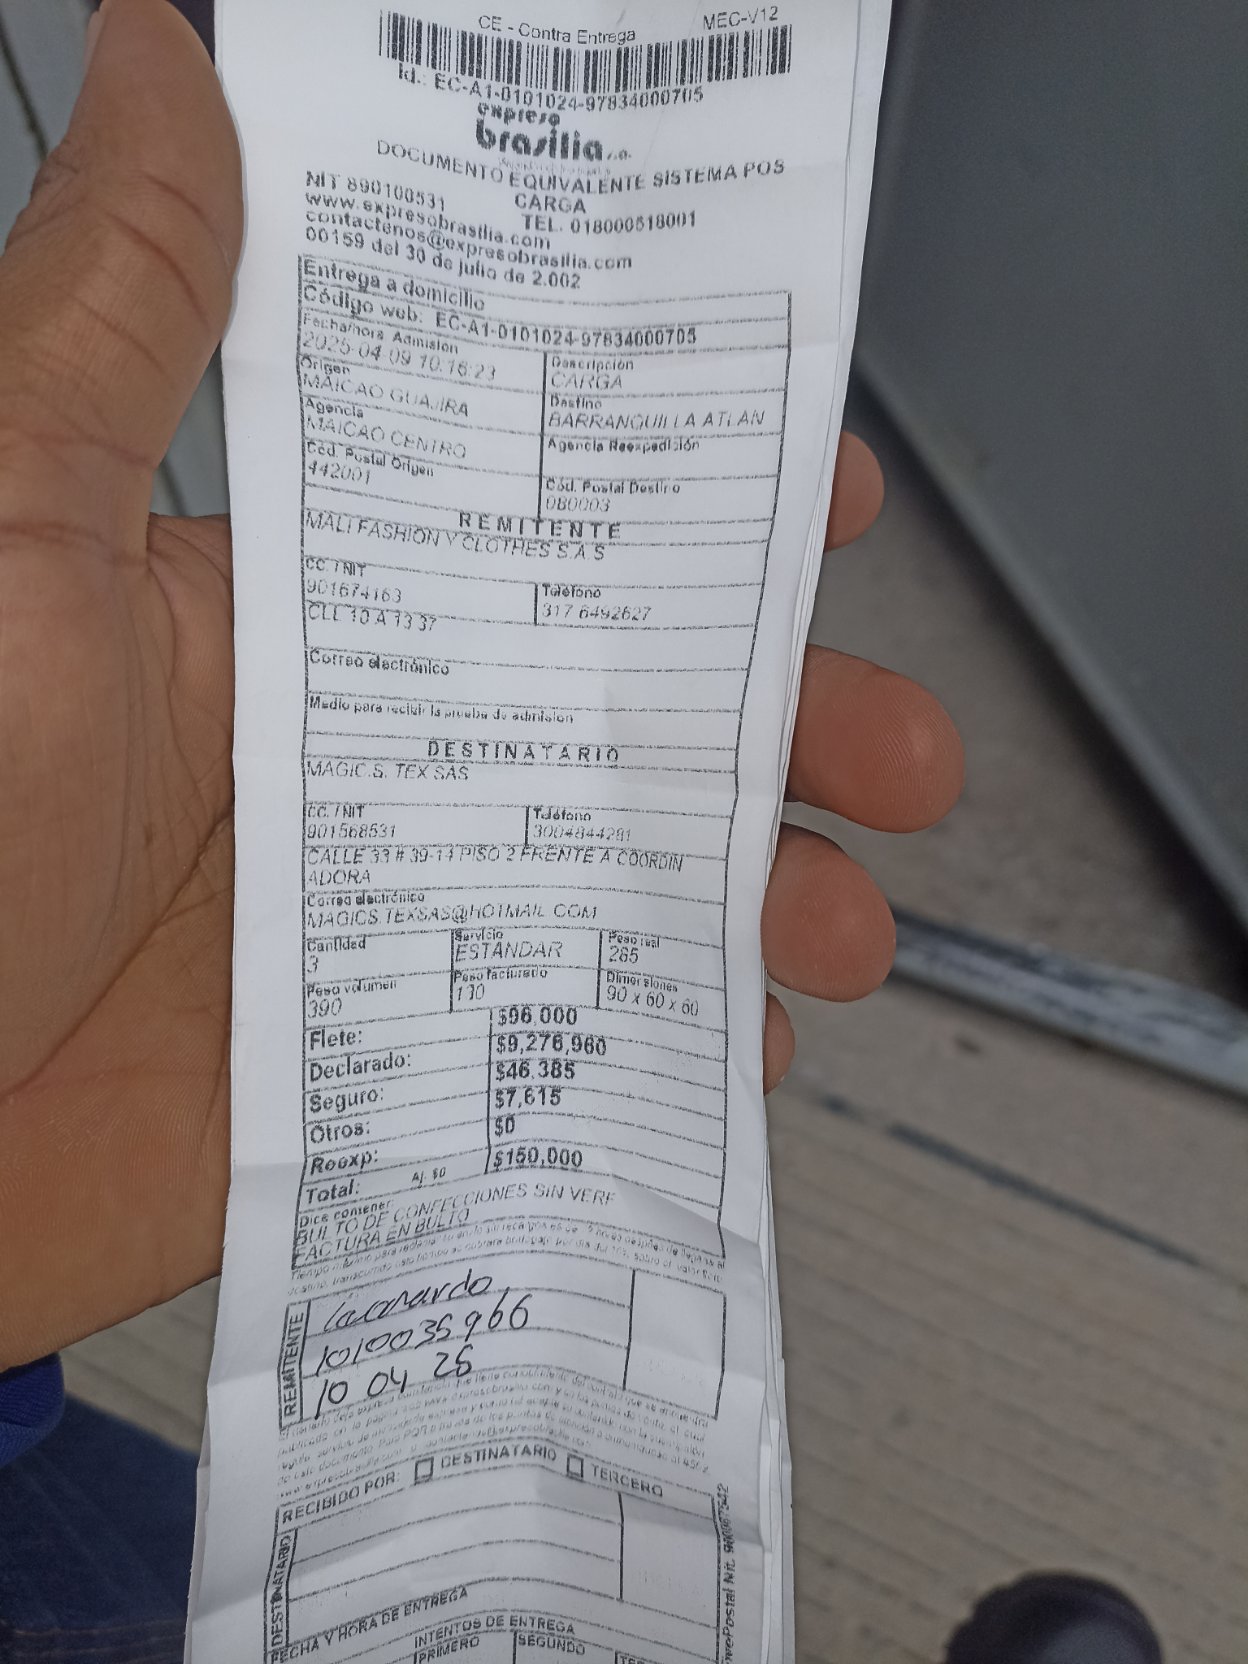 CE - Contra Entrega
MEC-V12
Id.: EC-A1-0101024-97834000705
expreso
brasilia s.a.
DOCUMENTO EQUIVALENTE SISTEMA POS
CARGA
NIT 890100531
TEL. 018000518001
www.expresobrasilia.com
contactenos@expresobrasilia.com
00159 del 30 de julio de 2.002
Entrega a domicilio
Código web: EC-A1-0101024-97834000705
Fecha/hora Admision
2025-04-09 10:16:23
Descripción
CARGA
Origen
MAICAO GUAJIRA
Destino
BARRANQUILLA ATLAN
Agencia
MAICAO CENTRO
Agencia Reexpedición
Cód. Postal Origen
442001
Cód. Postal Destino
080003
REMITENTE
MALI FASHION Y CLOTHES S.A.S
CC. / NIT
901674163
Teléfono
317 6492627
CLL 10 A 13 37
Correo electrónico
Medio para recibir la prueba de admision
DESTINATARIO
MAGIC.S. TEX SAS
CC. / NIT
901568531
Teléfono
3004844281
CALLE 33 # 39-14 PISO 2 FRENTE A COORDIN
ADORA
Correo electrónico
MAGICS.TEXSAS@HOTMAIL.COM
Cantidad
3
Servicio
ESTANDAR
Peso real
265
Peso volumen
390
Peso facturado
130
Dimensiones
90 x 60 x 60
Flete: $96,000
Declarado: $9,276,960
Seguro: $46,385
Otros: $7,615
Reexp: $0
Total: Aj. $0 $150,000
Dice contener:
BULTO DE CONFECCIONES SIN VERF
FACTURA EN BULTO
REMITENTE
Leonardo
1010035966
10 04 25
RECIBIDO POR: DESTINATARIO TERCERO
DESTINATARIO
ECHA Y HORA DE ENTREGA
INTENTOS DE ENTREGA
PRIMERO
SEGUNDO